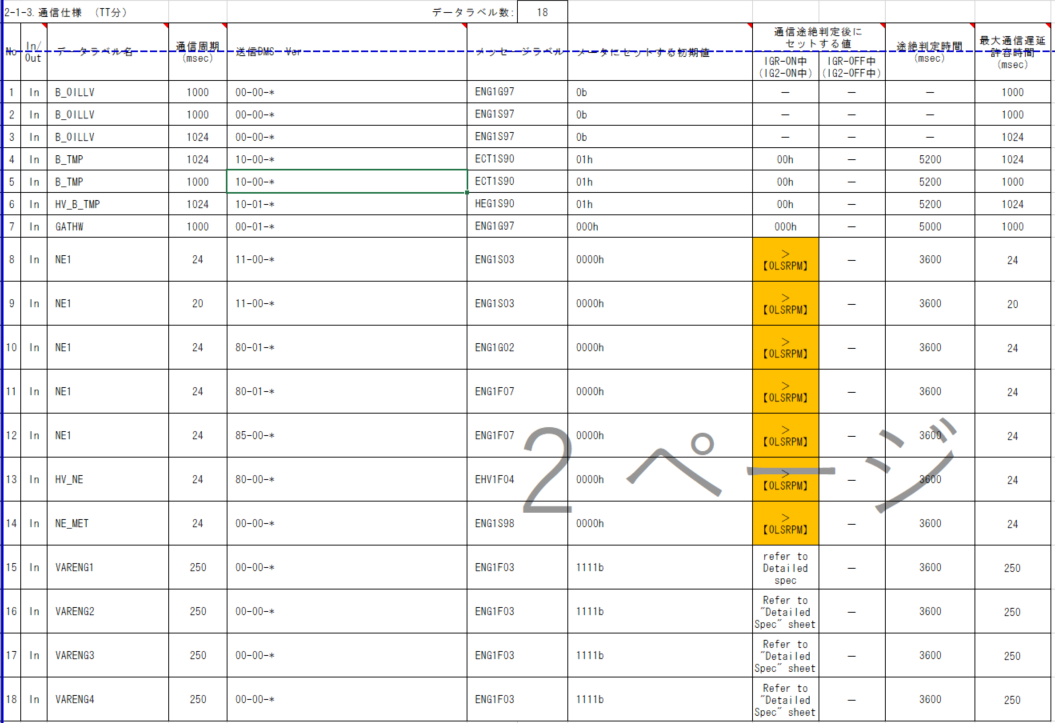 2-1-3.通信仕様 （TT分） データラベル数: 18
No In/Out データラベル名 通信周期(msec) 送信BMS Ver メッセージラベル メータにセットする初期値 通信途絶判定後にセットする値 途絶判定時間(msec) 最大通信遅延許容時間(msec)
IGR-ON中(IG2-ON中) IGR-OFF中(IG2-OFF中)
1 In B_OILLV 1000 00-00-* ENG1G97 0b － － － 1000
2 In B_OILLV 1000 00-00-* ENG1S97 0b － － － 1000
3 In B_OILLV 1024 00-00-* ENG1S97 0b － － － 1024
4 In B_TMP 1024 10-00-* ECT1S90 01h 00h － 5200 1024
5 In B_TMP 1000 10-00-* ECT1S90 01h 00h － 5200 1000
6 In HV_B_TMP 1024 10-01-* HEG1S90 01h 00h － 5200 1024
7 In GATHW 1000 00-01-* ENG1G97 000h 000h － 5000 1000
8 In NE1 24 11-00-* ENG1S03 0000h ＞【OLSRPM】 － 3600 24
9 In NE1 20 11-00-* ENG1S03 0000h ＞【OLSRPM】 － 3600 20
10 In NE1 24 80-01-* ENG1G02 0000h ＞【OLSRPM】 － 3600 24
11 In NE1 24 80-01-* ENG1F07 0000h ＞【OLSRPM】 － 3600 24
12 In NE1 24 85-00-* ENG1F07 0000h ＞【OLSRPM】 － 3600 24
13 In HV_NE 24 80-00-* EHV1F04 0000h ＞【OLSRPM】 － 3600 24
14 In NE_MET 24 00-00-* ENG1S98 0000h ＞【OLSRPM】 － 3600 24
15 In VARENG1 250 00-00-* ENG1F03 1111b refer to Detailed spec － 3600 250
16 In VARENG2 250 00-00-* ENG1F03 1111b Refer to "Detailed Spec" sheet － 3600 250
17 In VARENG3 250 00-00-* ENG1F03 1111b Refer to "Detailed Spec" sheet － 3600 250
18 In VARENG4 250 00-00-* ENG1F03 1111b Refer to "Detailed Spec" sheet － 3600 250
2 ページ